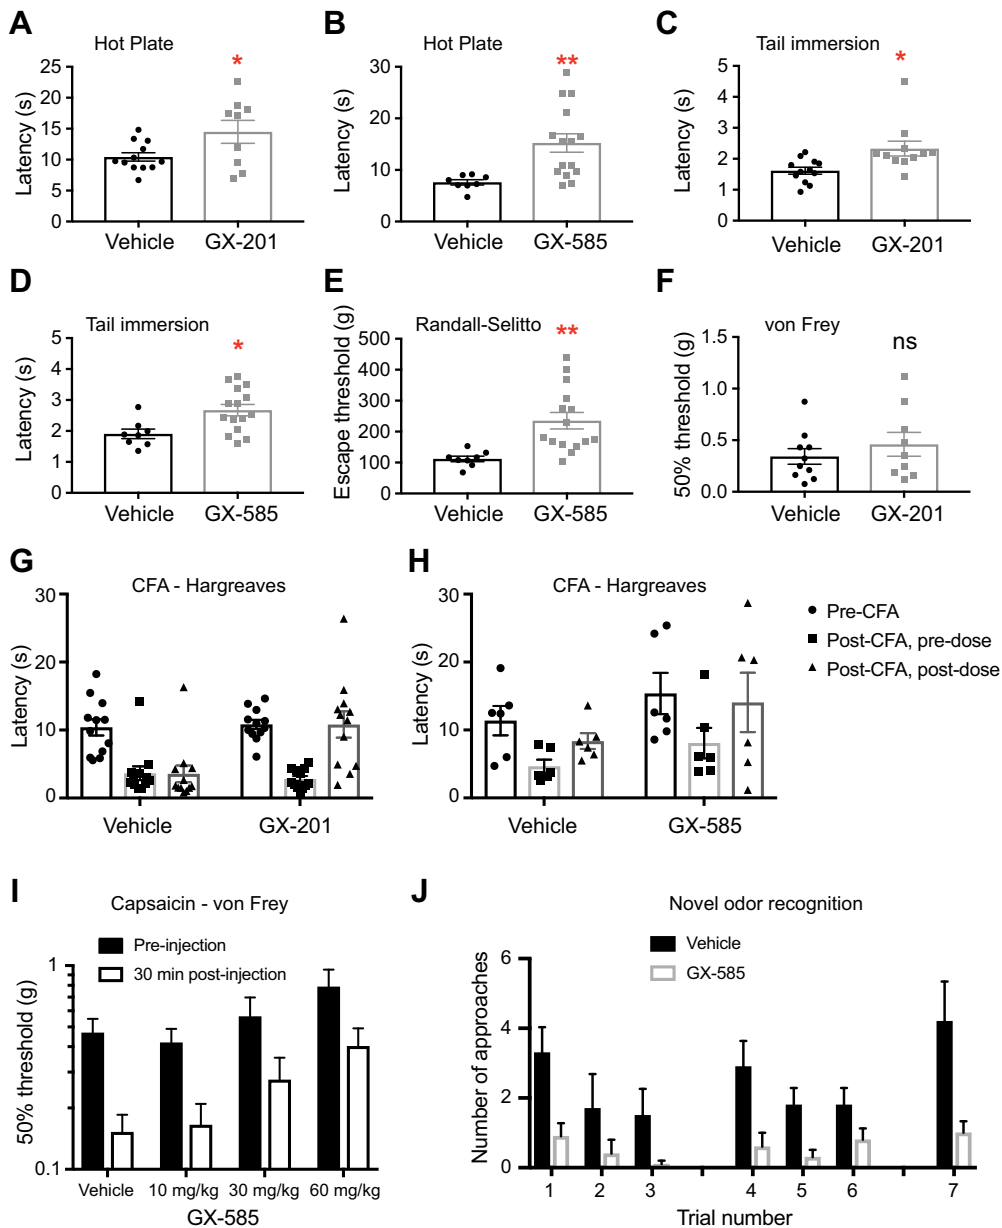 A
Hot Plate
*
Latency (s)
25
20
15
10
5
0
Vehicle
GX-201
B
Hot Plate
**
Latency (s)
30
20
10
0
Vehicle
GX-585
C
Tail immersion
*
Latency (s)
5
4
3
2
1
0
Vehicle
GX-201
D
Tail immersion
*
Latency (s)
5
4
3
2
1
0
Vehicle
GX-585
E
Randall-Selitto
**
Escape threshold (g)
500
400
300
200
100
0
Vehicle
GX-585
F
von Frey
ns
50% threshold (g)
1.5
1.0
0.5
0.0
Vehicle
GX-201
G
CFA - Hargreaves
Latency (s)
30
20
10
0
Vehicle
GX-201
H
CFA - Hargreaves
Latency (s)
30
20
10
0
Vehicle
GX-585
Pre-CFA
Post-CFA, pre-dose
Post-CFA, post-dose
I
Capsaicin - von Frey
Pre-injection
30 min post-injection
50% threshold (g)
1
0.1
Vehicle
10 mg/kg
30 mg/kg
60 mg/kg
GX-585
J
Novel odor recognition
Vehicle
GX-585
Number of approaches
6
4
2
0
1
2
3
4
5
6
7
Trial number